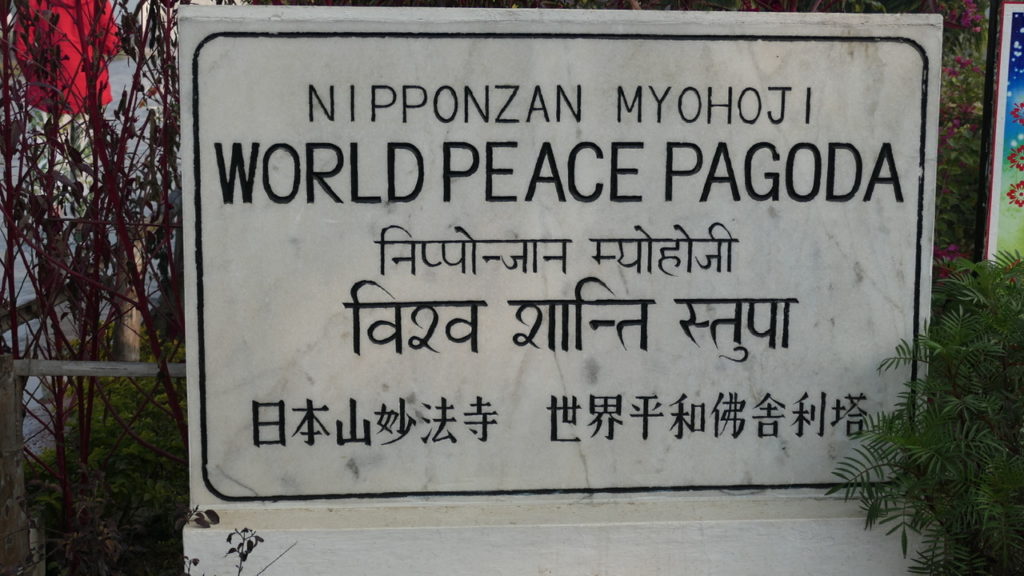 NIPPONZAN MYOHOJI
WORLD PEACE PAGODA
निप्पोन्जान म्योहोजी
विश्व शान्ति स्तुपा
日本山妙法寺 世界平和佛舎利塔